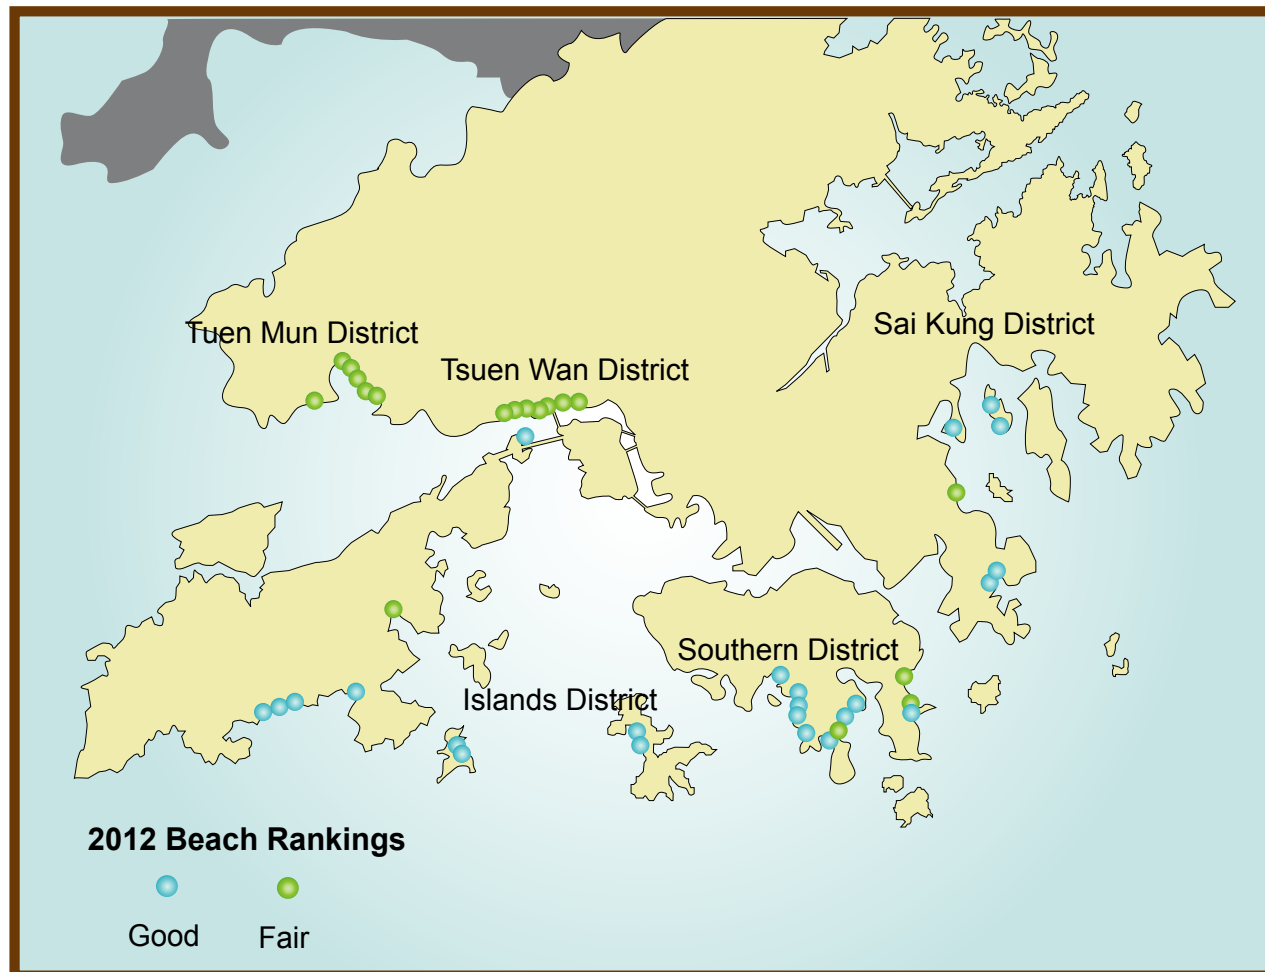 Tuen Mun District
Sai Kung District
Tsuen Wan District
Southern District
Islands District
2012 Beach Rankings
Good
Fair